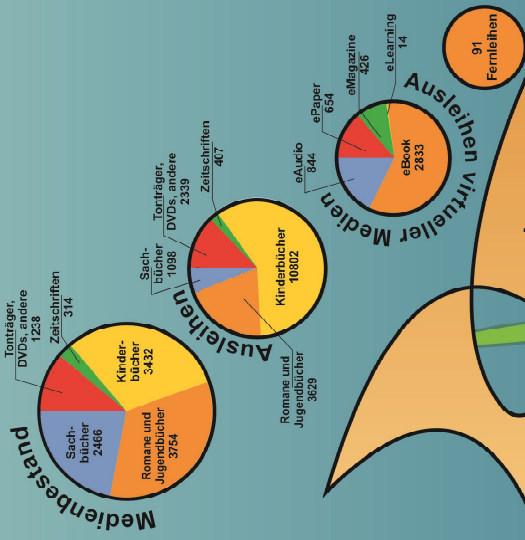 Medienbestand
Tonträger,
DVDs, andere
1238
Zeitschriften
314
Kinder-
bücher
3432
Romane und
Jugendbücher
3754
Sach-
bücher
2466
Ausleihen
Sach-
bücher
1098
Tonträger,
DVDs, andere
2339
Zeitschriften
407
Kinderbücher
10802
Romane und
Jugendbücher
3629
Ausleihen virtueller Medien
eAudio
844
ePaper
654
eMagazine
426
eLearning
14
eBook
2833
91
Fernleihen